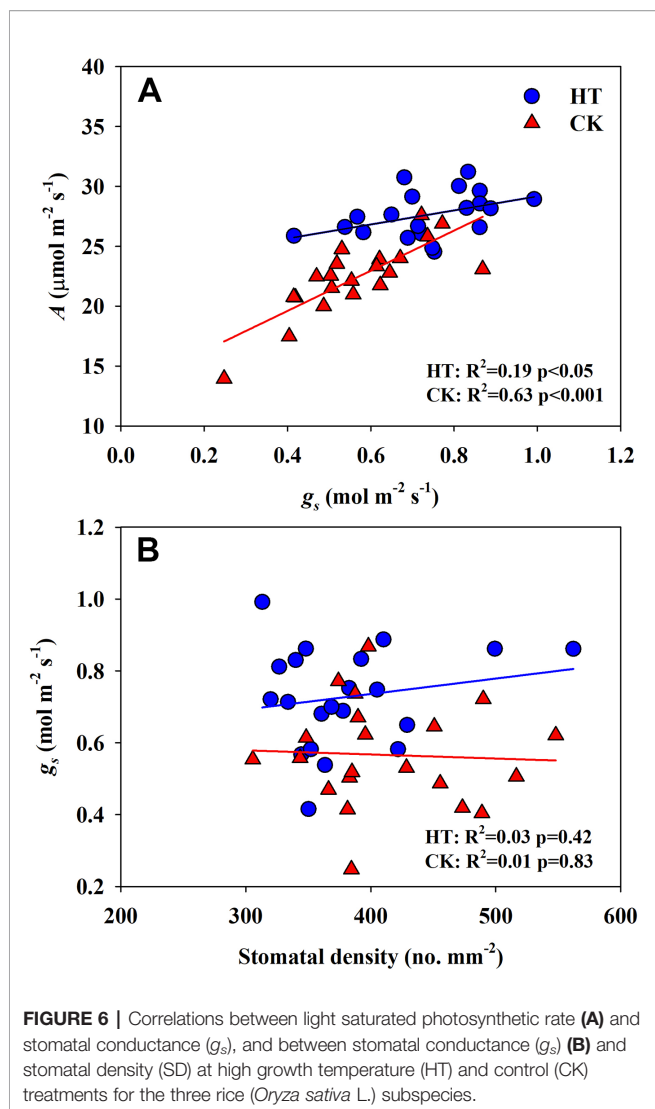 40
A
HT
CK
35
30
25
20
15
10
A (μmol m⁻² s⁻¹)
HT: R²=0.19 p<0.05
CK: R²=0.63 p<0.001
0.0 0.2 0.4 0.6 0.8 1.0 1.2
gₛ (mol m⁻² s⁻¹)
1.2
B
1.0
0.8
0.6
0.4
0.2
gₛ (mol m⁻² s⁻¹)
HT: R²=0.03 p=0.42
CK: R²=0.01 p=0.83
200 300 400 500 600
Stomatal density (no. mm⁻²)
FIGURE 6 | Correlations between light saturated photosynthetic rate (A) and
stomatal conductance (gₛ), and between stomatal conductance (gₛ) (B) and
stomatal density (SD) at high growth temperature (HT) and control (CK)
treatments for the three rice (Oryza sativa L.) subspecies.